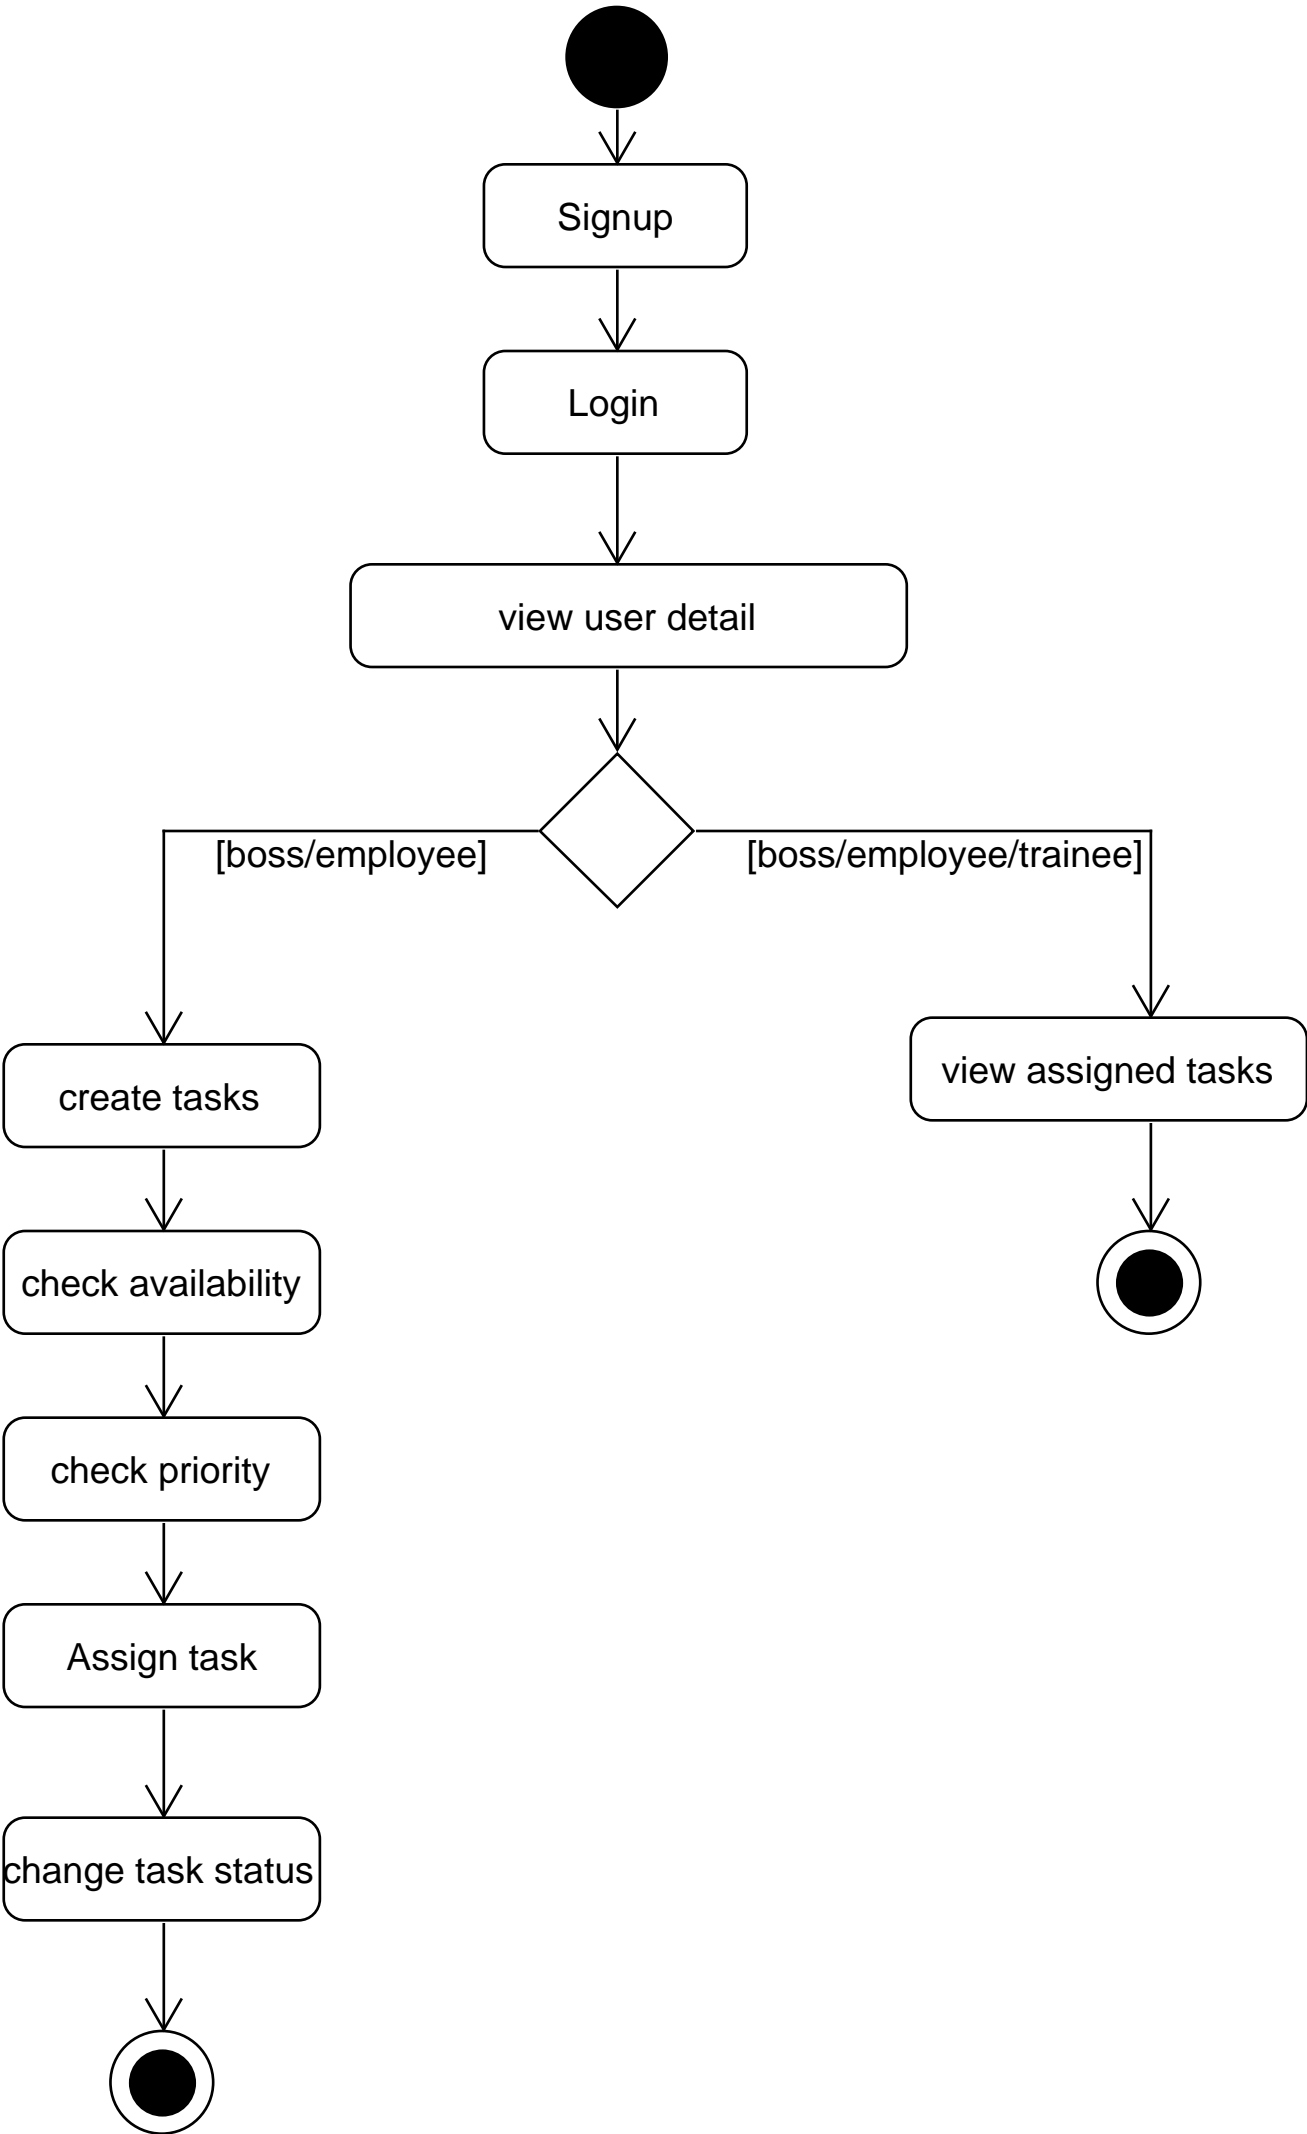 Signup
Login
view user detail
[boss/employee]
[boss/employee/trainee]
create tasks
view assigned tasks
check availability
check priority
Assign task
change task status